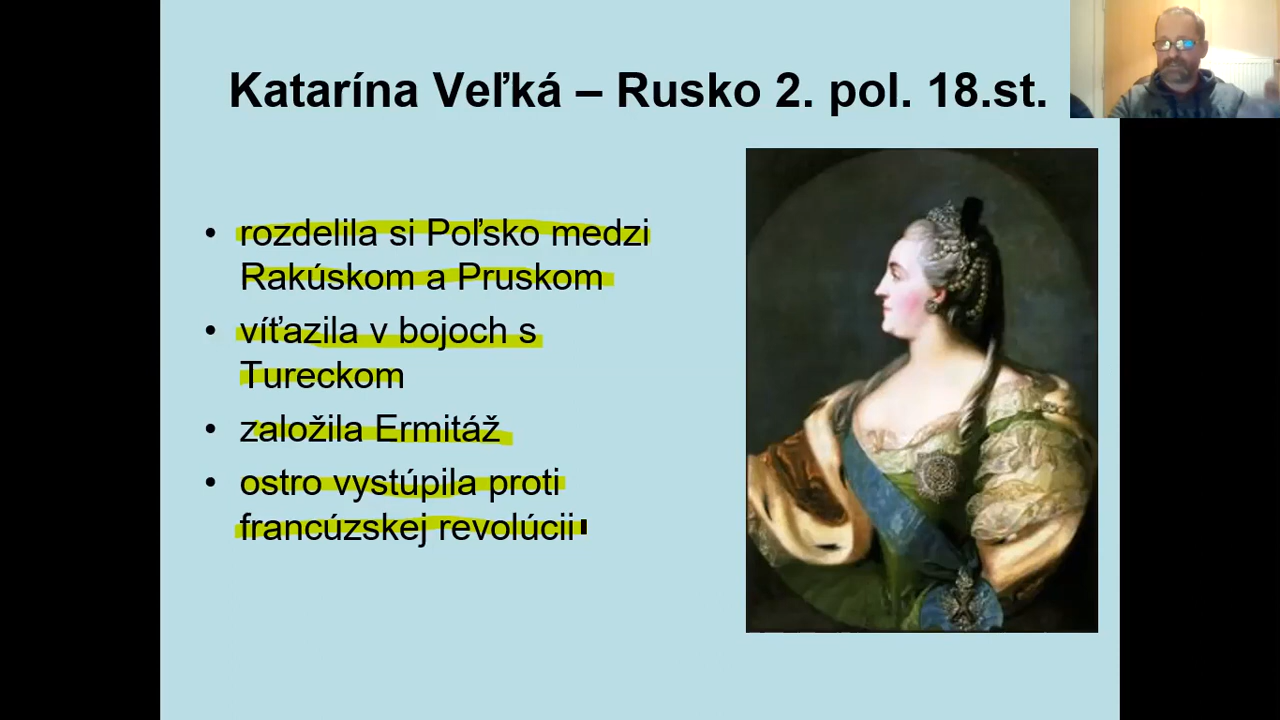 Katarína Veľká – Rusko 2. pol. 18.st.
• rozdelila si Poľsko medzi
Rakúskom a Pruskom
• víťazila v bojoch s
Tureckom
• založila Ermitáž
• ostro vystúpila proti
francúzskej revolúcii